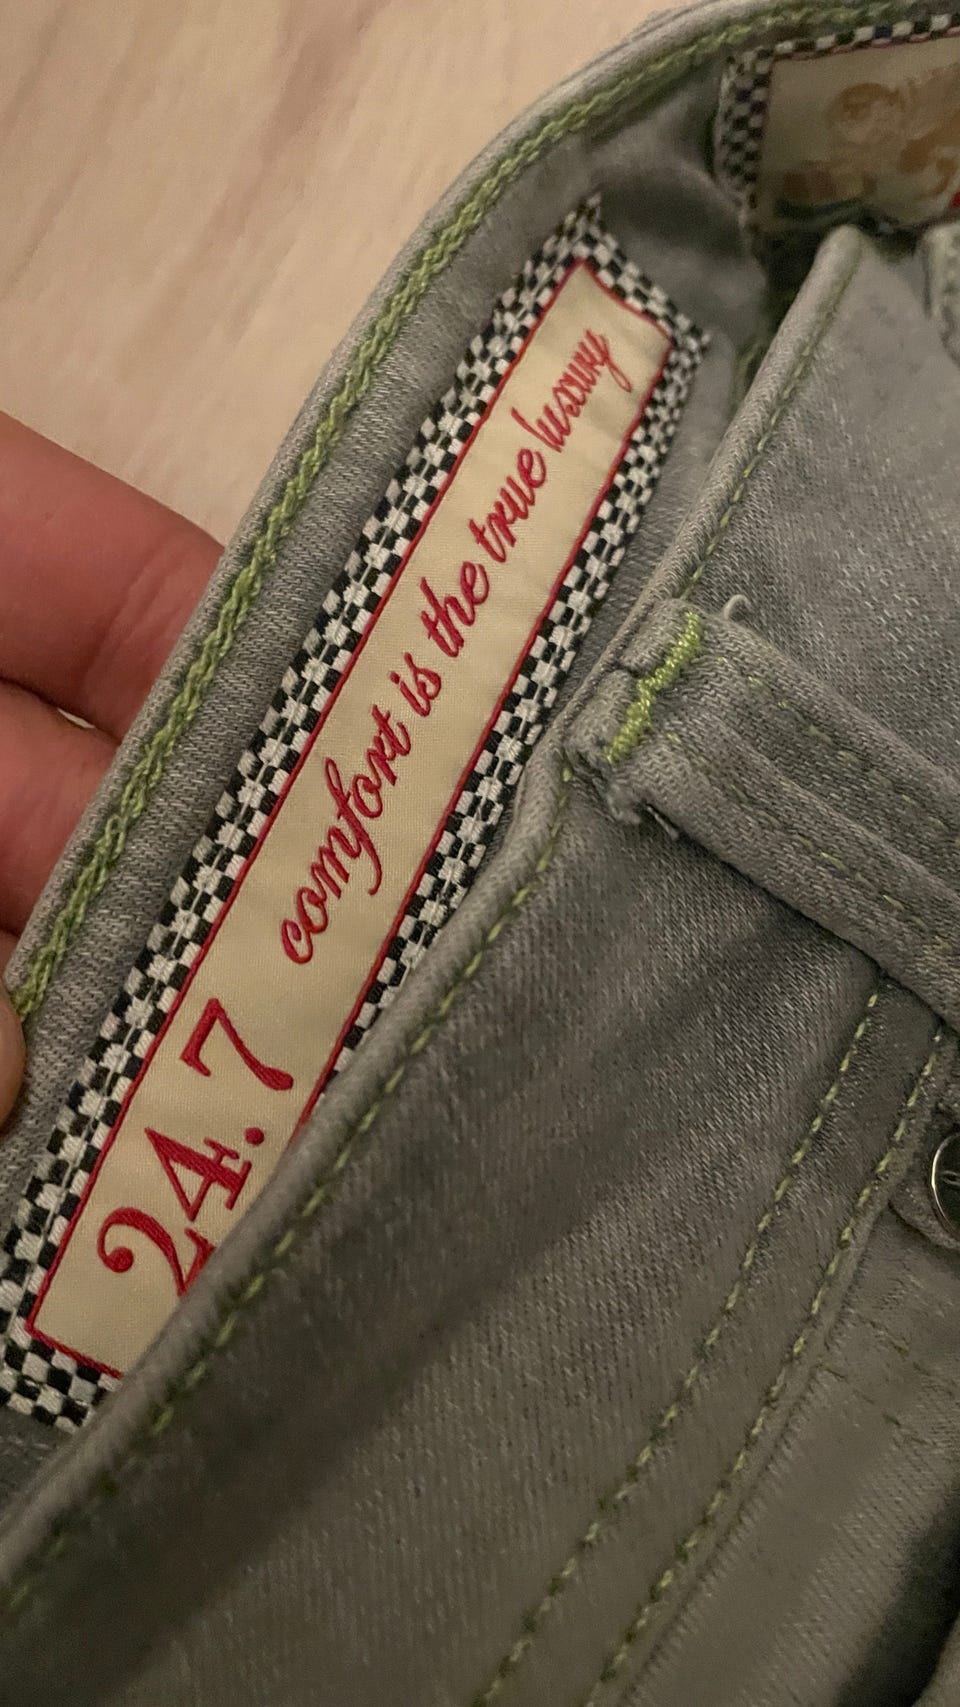 24.7 comfort is the true luxury